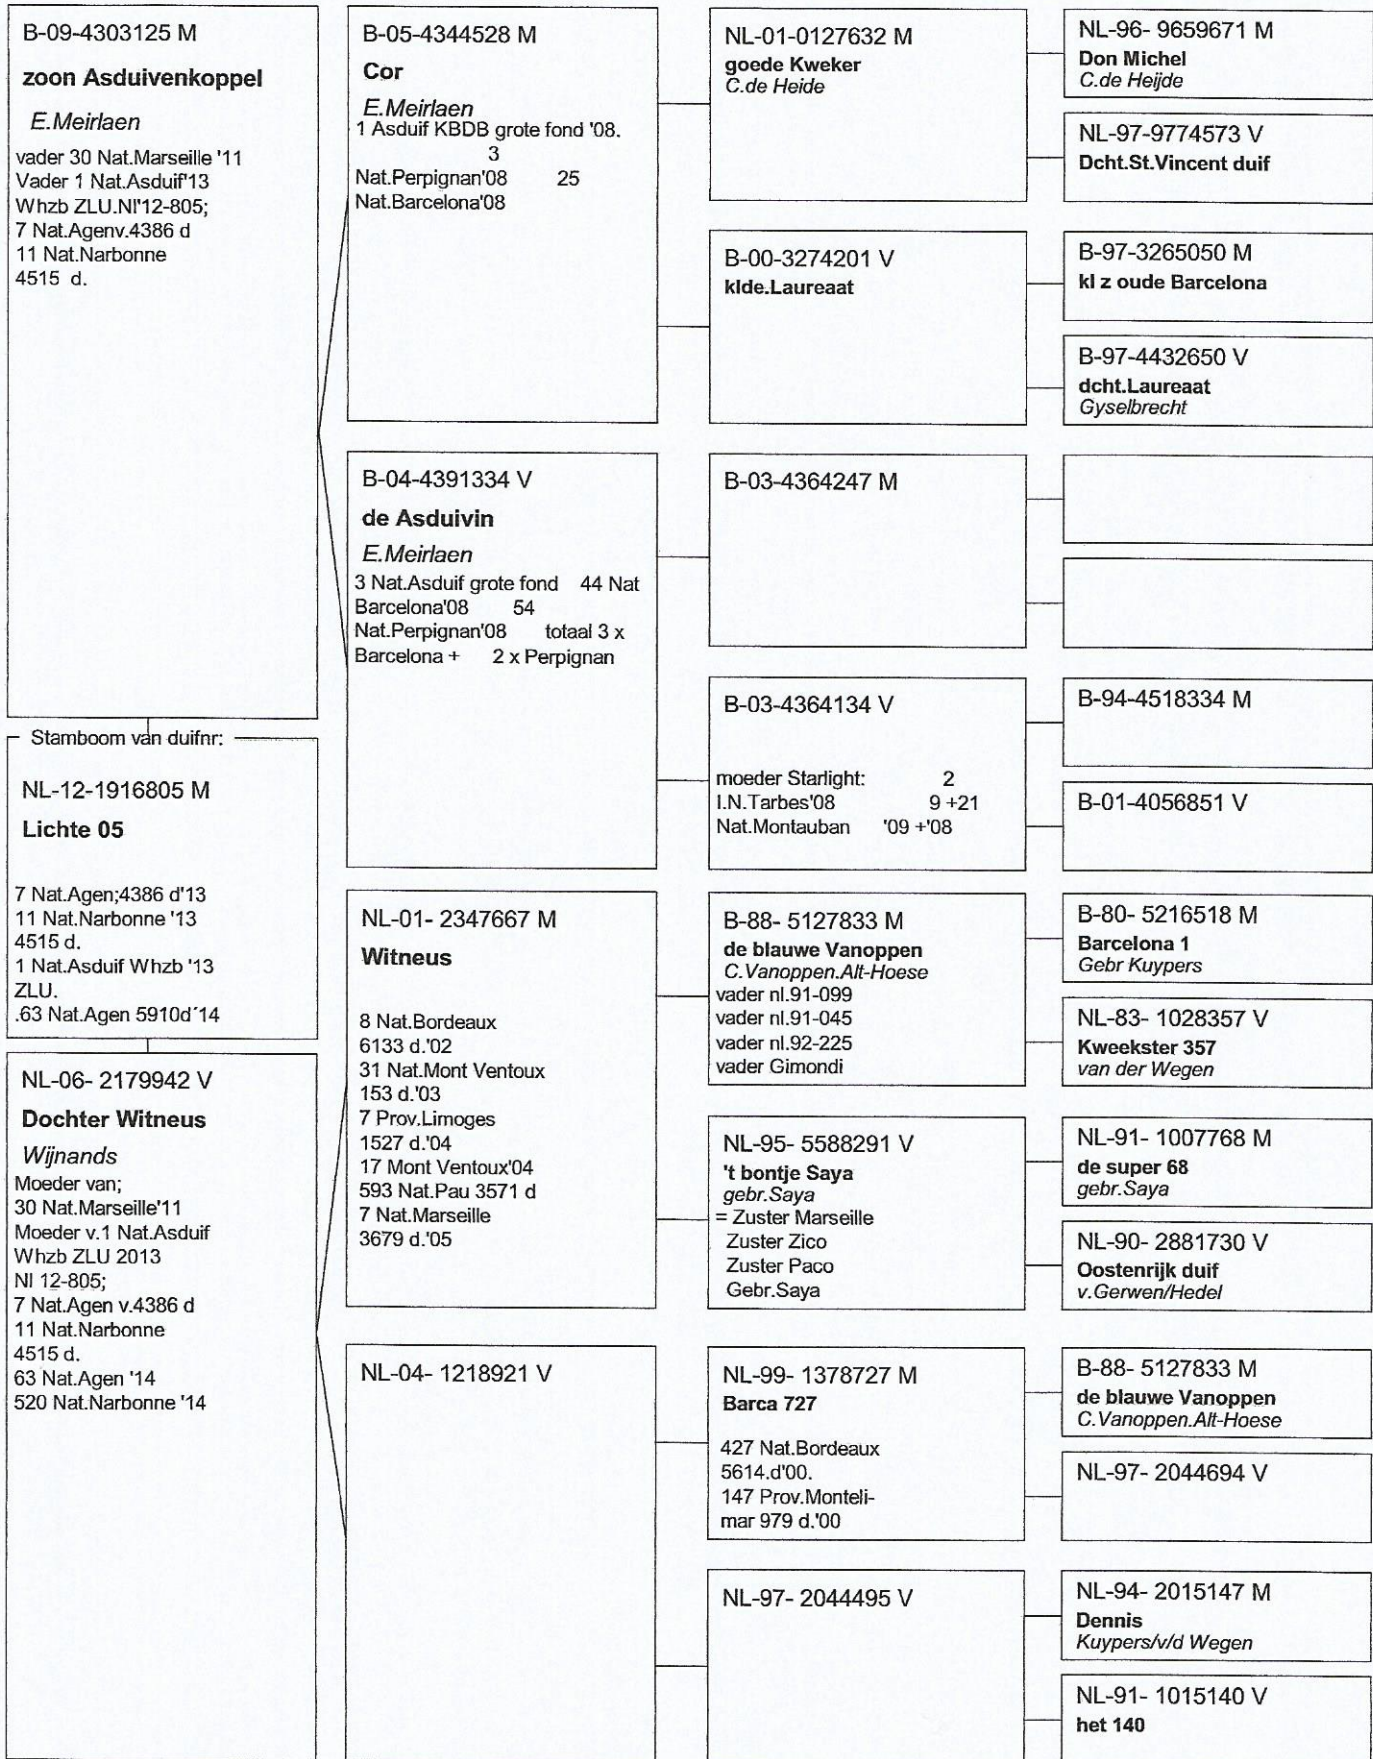 B-09-4303125 M
zoon Asduivenkoppel
E.Meirlaen
vader 30 Nat.Marseille '11
Vader 1 Nat.Asduif'13
Whzb ZLU.Nl'12-805;
7 Nat.Agenv.4386 d
11 Nat.Narbonne
4515 d.
Stamboom van duifnr:
NL-12-1916805 M
Lichte 05
7 Nat.Agen;4386 d'13
11 Nat.Narbonne '13
4515 d.
1 Nat.Asduif Whzb '13
ZLU.
.63 Nat.Agen 5910d´14
NL-06- 2179942 V
Dochter Witneus
Wijnands
Moeder van;
30 Nat.Marseille'11
Moeder v.1 Nat.Asduif
Whzb ZLU 2013
Nl 12-805;
7 Nat.Agen v.4386 d
11 Nat.Narbonne
4515 d.
63 Nat.Agen '14
520 Nat.Narbonne '14
B-05-4344528 M
Cor
E.Meirlaen
1 Asduif KBDB grote fond '08.
3
Nat.Perpignan'08 25
Nat.Barcelona'08
B-04-4391334 V
de Asduivin
E.Meirlaen
3 Nat.Asduif grote fond 44 Nat
Barcelona'08 54
Nat.Perpignan'08 totaal 3 x
Barcelona + 2 x Perpignan
NL-01- 2347667 M
Witneus
8 Nat.Bordeaux
6133 d.'02
31 Nat.Mont Ventoux
153 d.'03
7 Prov.Limoges
1527 d.'04
17 Mont Ventoux'04
593 Nat.Pau 3571 d
7 Nat.Marseille
3679 d.'05
NL-04- 1218921 V
NL-01-0127632 M
goede Kweker
C.de Heide
B-00-3274201 V
klde.Laureaat
B-03-4364247 M
B-03-4364134 V
moeder Starlight: 2
I.N.Tarbes'08 9 +21
Nat.Montauban '09 +'08
B-88- 5127833 M
de blauwe Vanoppen
C.Vanoppen.Alt-Hoese
vader nl.91-099
vader nl.91-045
vader nl.92-225
vader Gimondi
NL-95- 5588291 V
't bontje Saya
gebr.Saya
= Zuster Marseille
Zuster Zico
Zuster Paco
Gebr.Saya
NL-99- 1378727 M
Barca 727
427 Nat.Bordeaux
5614.d'00.
147 Prov.Monteli-
mar 979 d.'00
NL-97- 2044495 V
NL-96- 9659671 M
Don Michel
C.de Heijde
NL-97-9774573 V
Dcht.St.Vincent duif
B-97-3265050 M
kl z oude Barcelona
B-97-4432650 V
dcht.Laureaat
Gyselbrecht
B-94-4518334 M
B-01-4056851 V
B-80- 5216518 M
Barcelona 1
Gebr Kuypers
NL-83- 1028357 V
Kweekster 357
van der Wegen
NL-91- 1007768 M
de super 68
gebr.Saya
NL-90- 2881730 V
Oostenrijk duif
v.Gerwen/Hedel
B-88- 5127833 M
de blauwe Vanoppen
C.Vanoppen.Alt-Hoese
NL-97- 2044694 V
NL-94- 2015147 M
Dennis
Kuypers/v/d Wegen
NL-91- 1015140 V
het 140